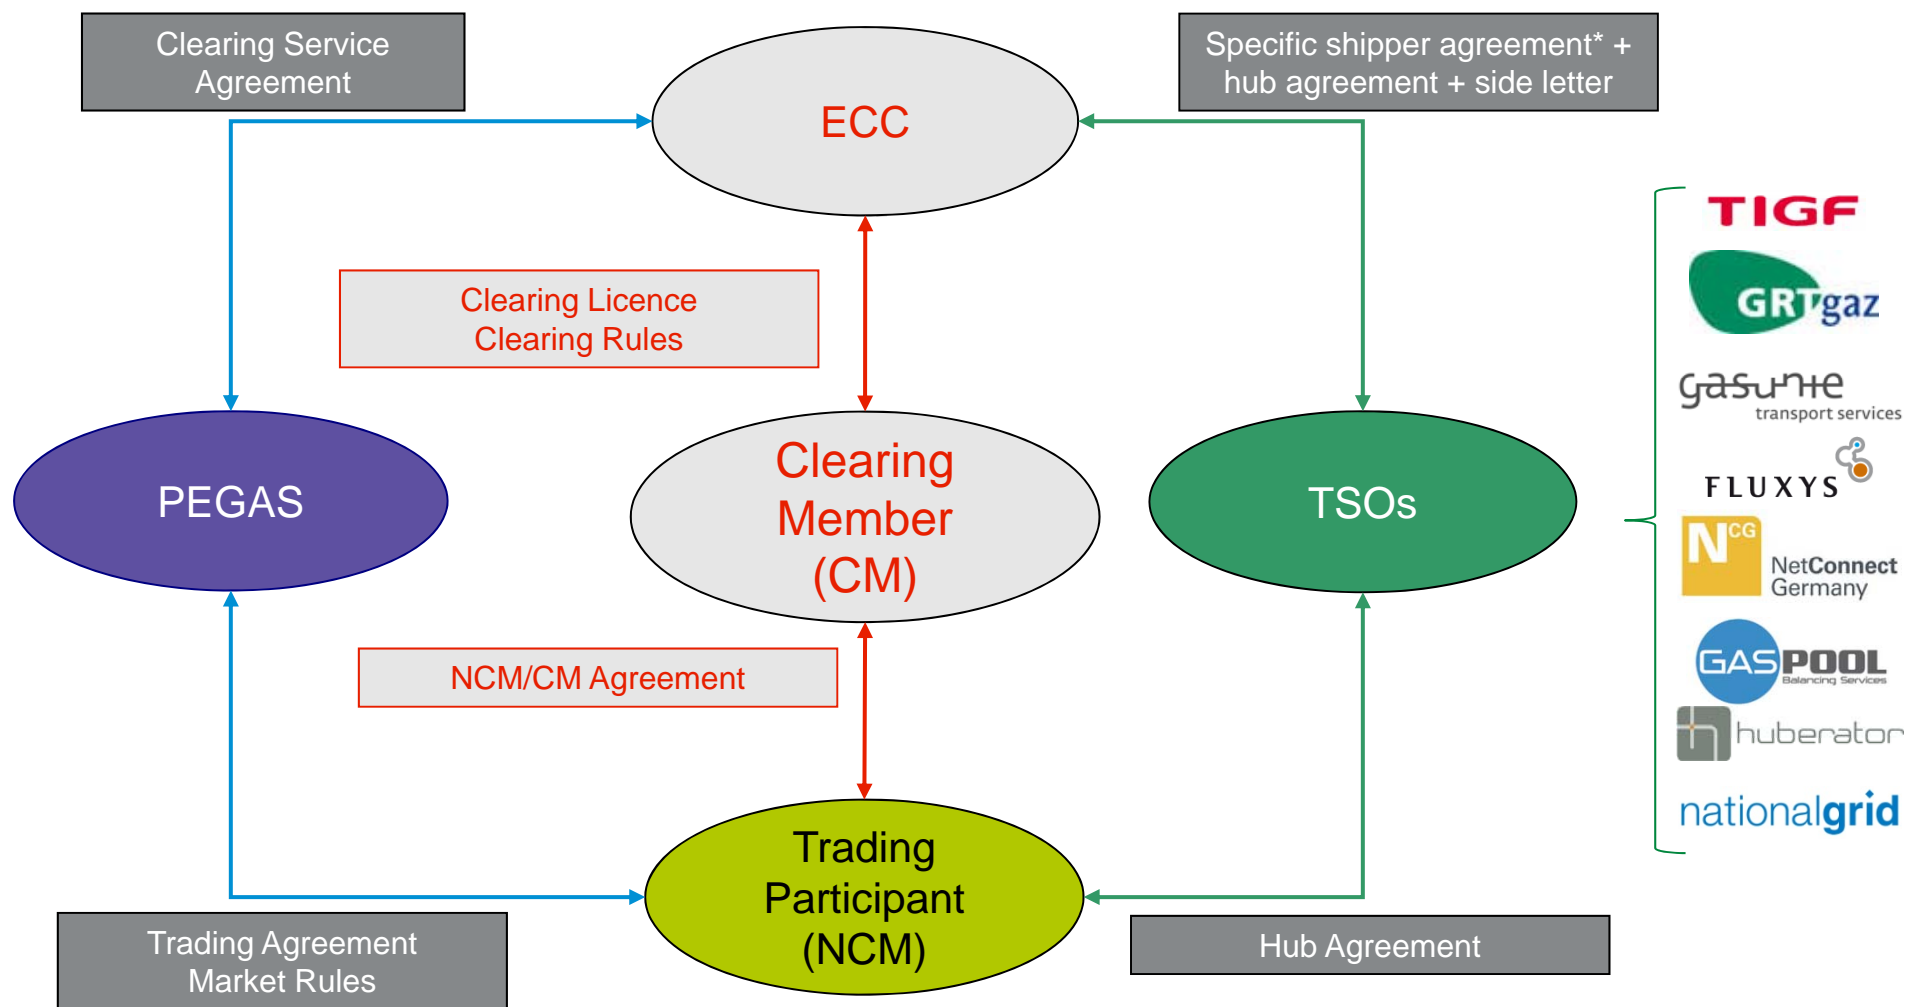 Clearing Service
Agreement
Specific shipper agreement* +
hub agreement + side letter
ECC
Clearing Licence
Clearing Rules
PEGAS
Clearing
Member
(CM)
TSOs
NCM/CM Agreement
Trading
Participant
(NCM)
Trading Agreement
Market Rules
Hub Agreement
TIGF
GRTgaz
gasunie
transport services
FLUXYS
NCG
NetConnect
Germany
GASPOOL
Balancing Services
huberator
nationalgrid